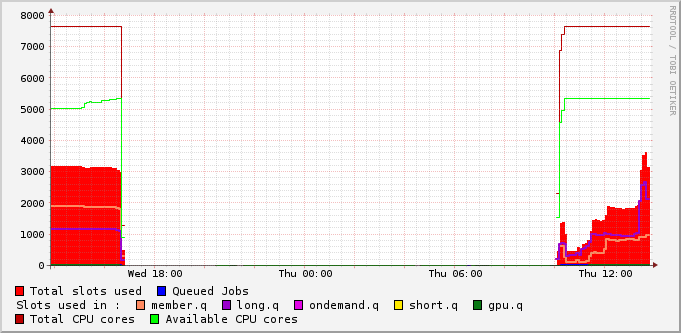 8000
7000
6000
5000
4000
3000
2000
1000
0
Wed 18:00 Thu 00:00 Thu 06:00 Thu 12:00
RRDTOOL / TOBI OETIKER
Total slots used Queued Jobs
Slots used in : member.q long.q ondemand.q short.q gpu.q
Total CPU cores Available CPU cores